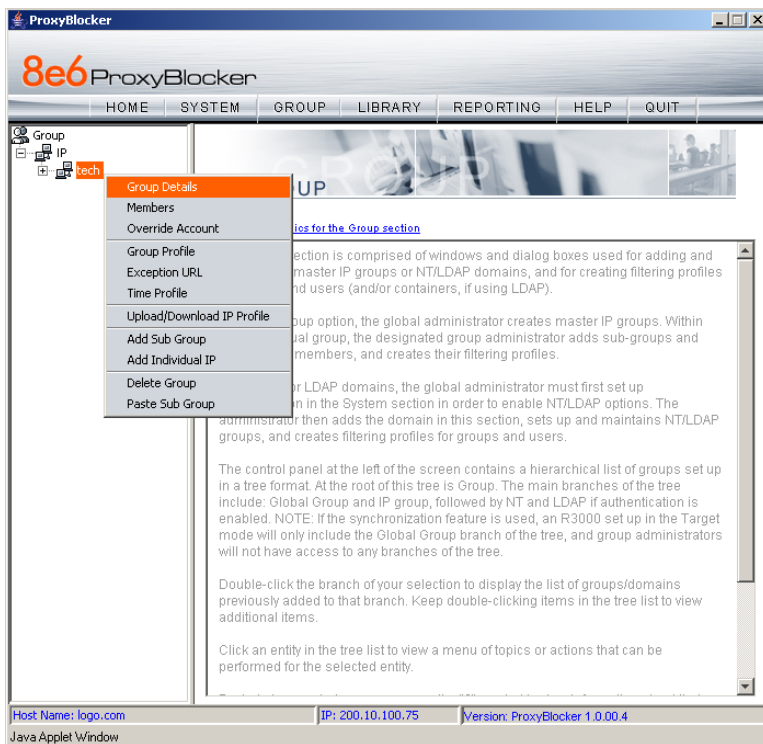 ProxyBlocker
8e6 ProxyBlocker
HOME SYSTEM GROUP LIBRARY REPORTING HELP QUIT
Group
IP
tech
Group Details
Members
Override Account
Group Profile
Exception URL
Time Profile
Upload/Download IP Profile
Add Sub Group
Add Individual IP
Delete Group
Paste Sub Group
GROUP
UP
ics for the Group section
ection is comprised of windows and dialog boxes used for adding and
master IP groups or NT/LDAP domains, and for creating filtering profiles
nd users (and/or containers, if using LDAP).
oup option, the global administrator creates master IP groups. Within
ual group, the designated group administrator adds sub-groups and
members, and creates their filtering profiles.
or LDAP domains, the global administrator must first set up
n in the System section in order to enable NT/LDAP options. The
administrator then adds the domain in this section, sets up and maintains NT/LDAP
groups, and creates filtering profiles for groups and users.
The control panel at the left of the screen contains a hierarchical list of groups set up
in a tree format. At the root of this tree is Group. The main branches of the tree
include: Global Group and IP group, followed by NT and LDAP if authentication is
enabled. NOTE: If the synchronization feature is used, an R3000 set up in the Target
mode will only include the Global Group branch of the tree, and group administrators
will not have access to any branches of the tree.
Double-click the branch of your selection to display the list of groups/domains
previously added to that branch. Keep double-clicking items in the tree list to view
additional items.
Click an entity in the tree list to view a menu of topics or actions that can be
performed for the selected entity.
Host Name: logo.com IP: 200.10.100.75 Version: ProxyBlocker 1.0.00.4
Java Applet Window